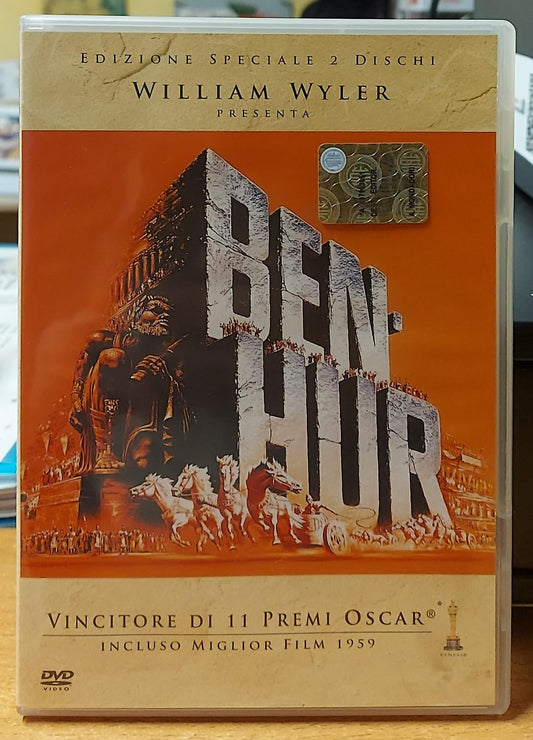 EDIZIONE SPECIALE 2 DISCHI
WILLIAM WYLER
PRESENTA
BEN-
HUR
VINCITORE DI 11 PREMI OSCAR®
INCLUSO MIGLIOR FILM 1959
DVD
VIDEO